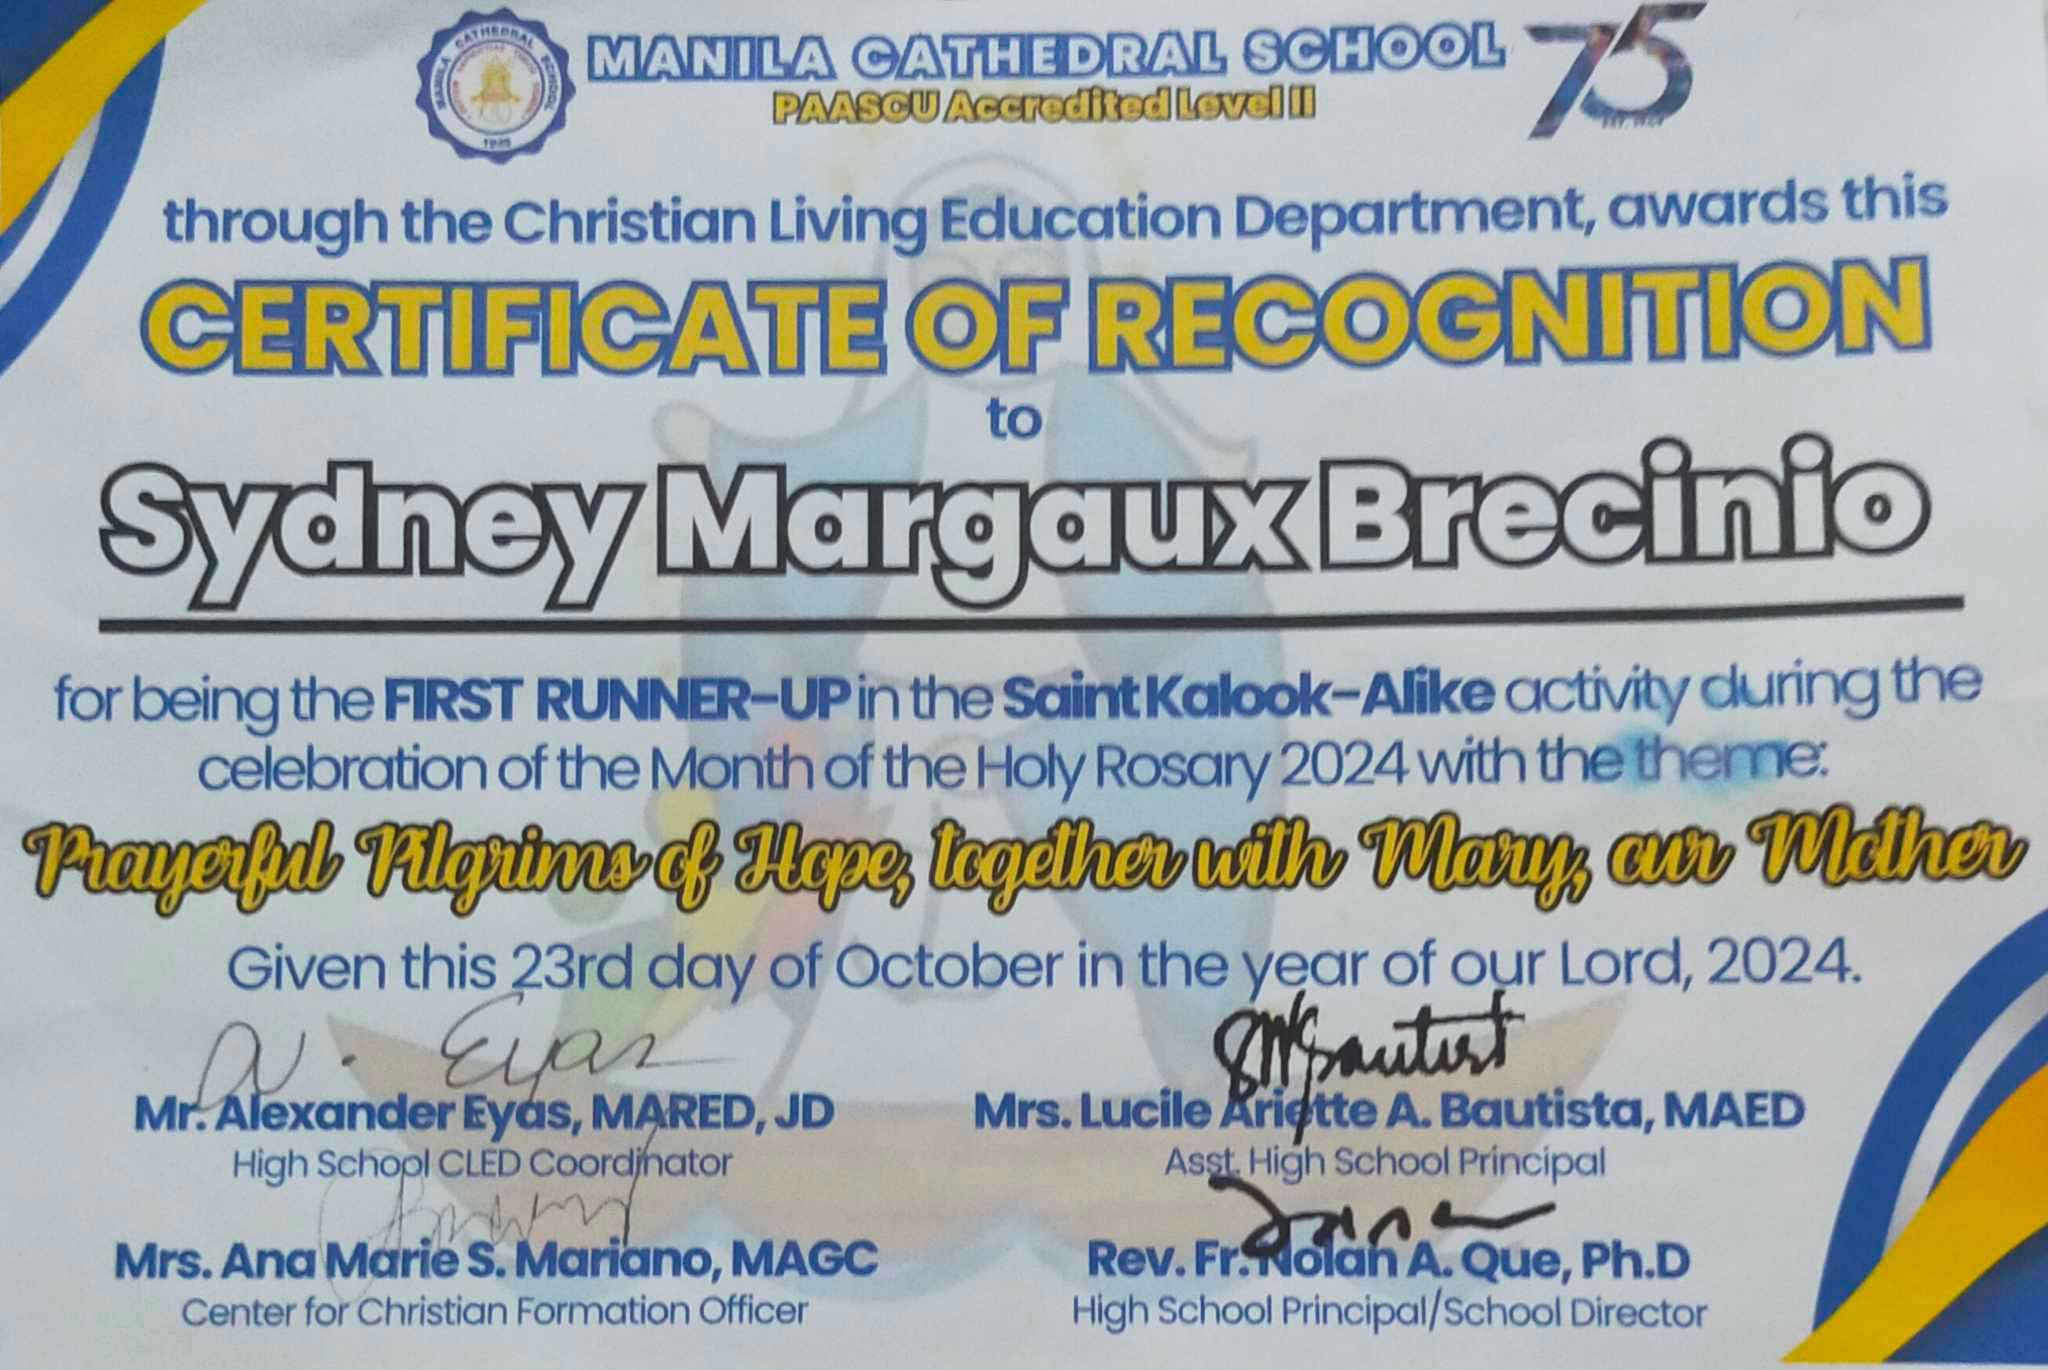 MANILA CATHEDRAL SCHOOL
75
PAASCU Accredited Level II
MANILA CATHEDRAL SCHOOL
through the Christian Living Education Department, awards this
CERTIFICATE OF RECOGNITION
to
Sydney Margaux Brecinio
for being the FIRST RUNNER-UP in the Saint Kalook-Alike activity during the
celebration of the Month of the Holy Rosary 2024 with the theme:
Prayerful Pilgrims of Hope, together with Mary, our Mother
Given this 23rd day of October in the year of our Lord, 2024.
Eyas
Mr. Alexander Eyas, MARED, JD
High School CLED Coordinator
Bautista
Mrs. Lucile Ariette A. Bautista, MAED
Asst. High School Principal
Mrs. Ana Marie S. Mariano, MAGC
Center for Christian Formation Officer
Rev. Fr. Nolan A. Que, Ph.D
High School Principal/School Director